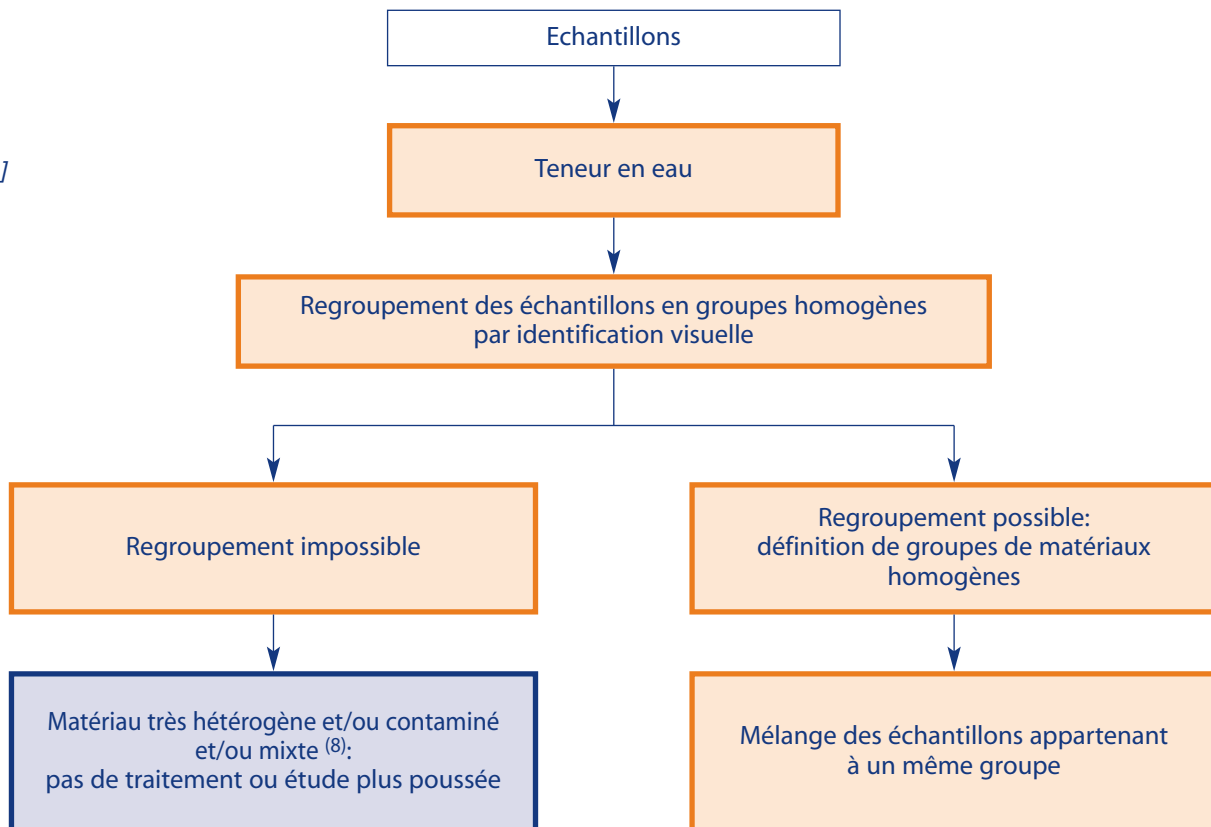 Echantillons
]
Teneur en eau
Regroupement des échantillons en groupes homogènes
par identification visuelle
Regroupement impossible
Regroupement possible:
définition de groupes de matériaux
homogènes
Matériau très hétérogène et/ou contaminé
et/ou mixte (8):
pas de traitement ou étude plus poussée
Mélange des échantillons appartenant
à un même groupe